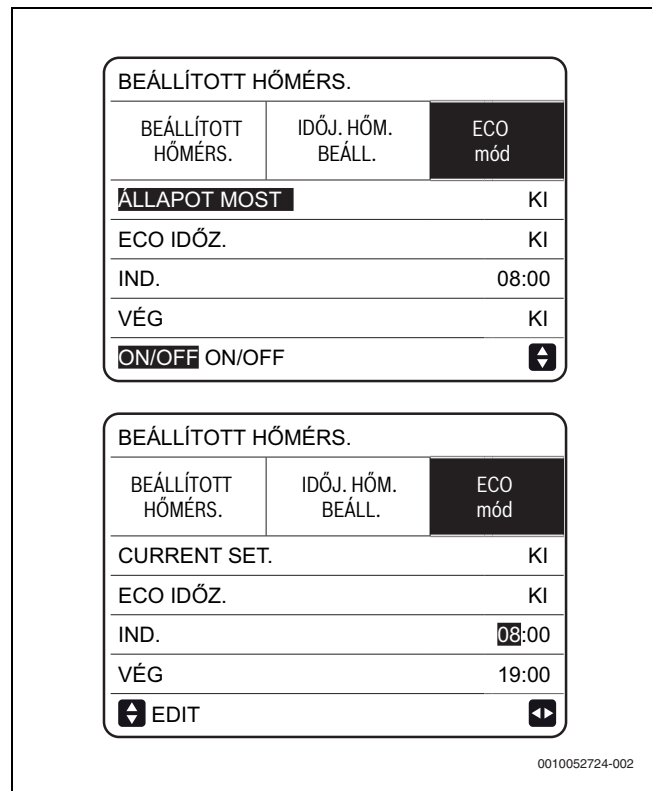 BEÁLLÍTOTT HŐMÉRS.
BEÁLLÍTOTT HŐMÉRS.
IDŐJ. HŐM. BEÁLL.
ECO mód
ÁLLAPOT MOST KI
ECO IDŐZ. KI
IND. 08:00
VÉG KI
ON/OFF ON/OFF
BEÁLLÍTOTT HŐMÉRS.
BEÁLLÍTOTT HŐMÉRS.
IDŐJ. HŐM. BEÁLL.
ECO mód
CURRENT SET. KI
ECO IDŐZ. KI
IND. 08:00
VÉG 19:00
EDIT
0010052724-002